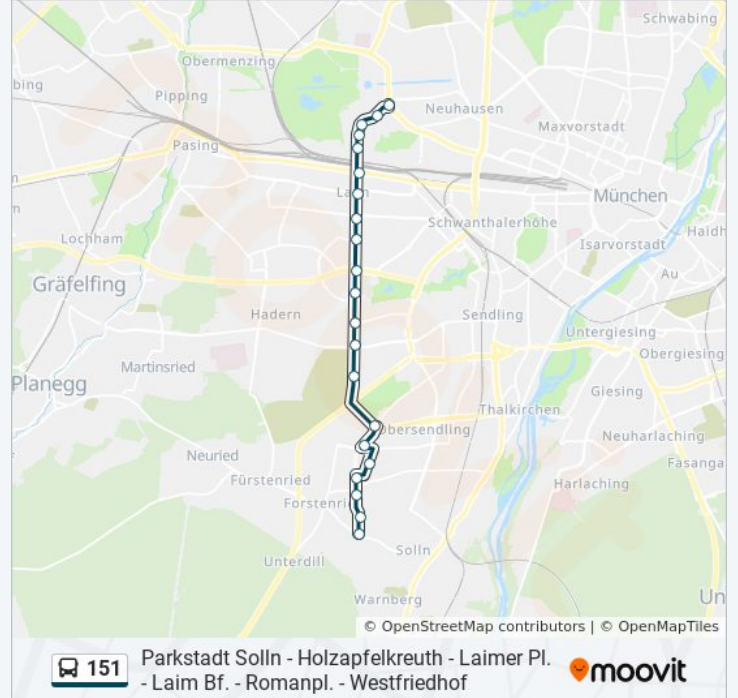 Schwabing
Obermenzing
bing
Pipping
Neuhausen
Maxvorstadt
Pasing
m
Laim
München
Schwanthalerhöhe
n
Lochham
Isarvorstadt
Haidh
Au
Gräfelfing
Hadern
Sendling
Untergiesing
Obergiesing
Martinsried
Planegg
Giesing
Thalkirchen
Obersendling
Neuharlaching
Neuried
Fasanga
Fürstenried
Harlaching
Forstenri
Solln
Unterdill
Warnberg
Un
© OpenStreetMap contributors | © OpenMapTiles
151
Parkstadt Solln - Holzapfelkreuth - Laimer Pl.
- Laim Bf. - Romanpl. - Westfriedhof
moovit